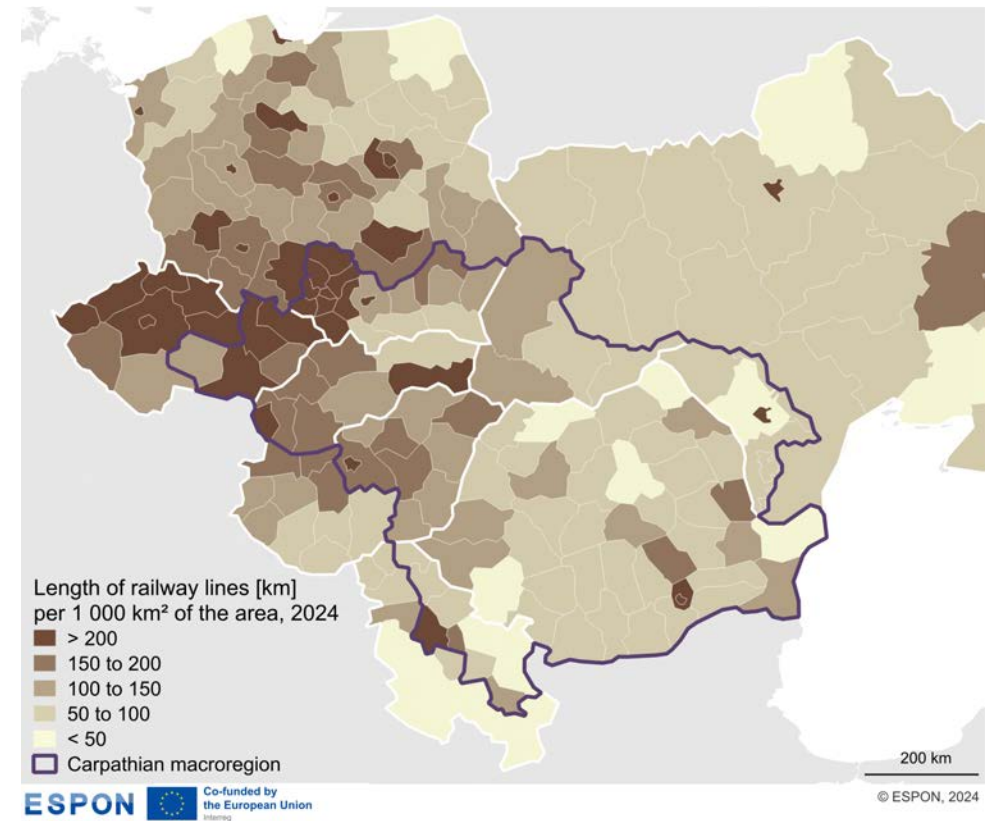 Length of railway lines [km]
per 1 000 km² of the area, 2024
> 200
150 to 200
100 to 150
50 to 100
< 50
Carpathian macroregion
200 km
ESPON
Co-funded by
the European Union
Interreg
© ESPON, 2024